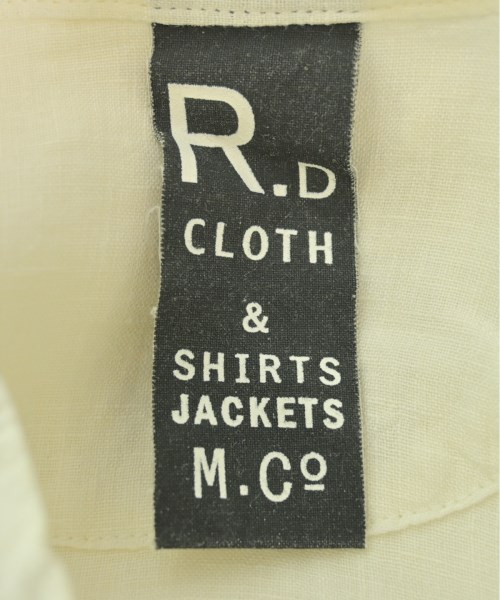 R.D
CLOTH
&
SHIRTS
JACKETS
M.Cº